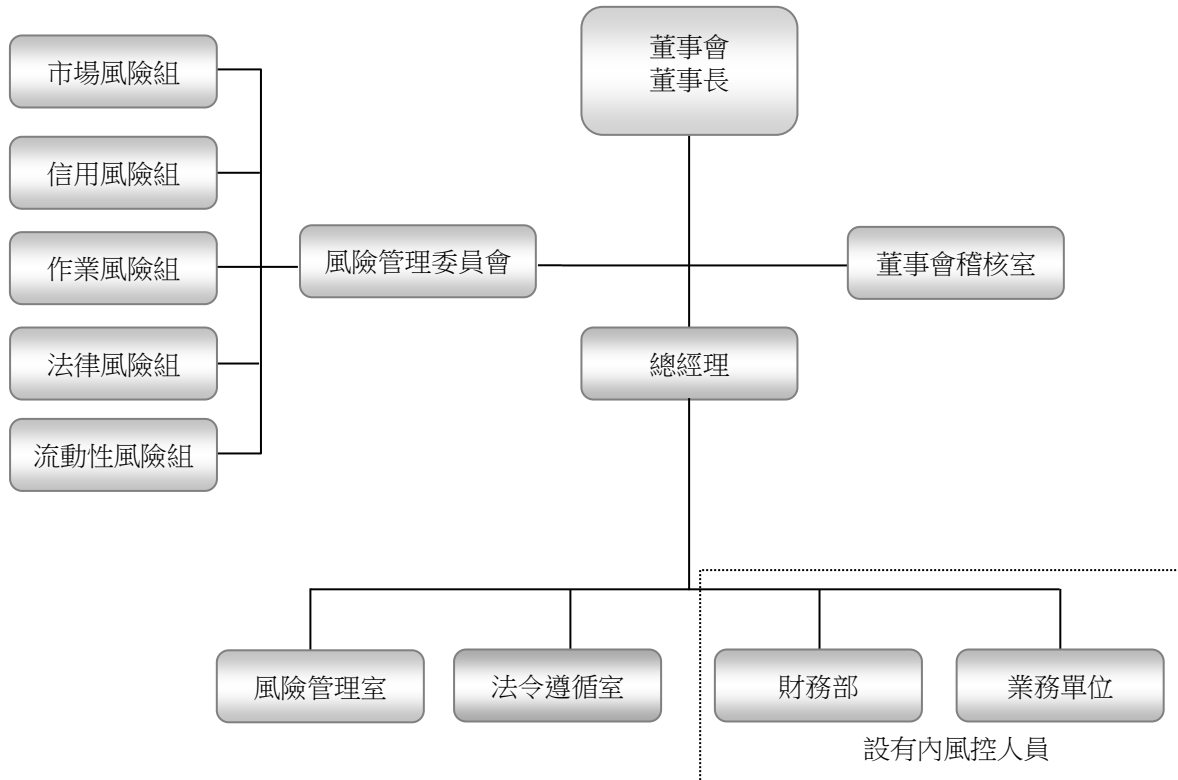 董事會
董事長
市場風險組
信用風險組
作業風險組
法律風險組
流動性風險組
風險管理委員會
董事會稽核室
總經理
風險管理室
法令遵循室
財務部
業務單位
設有內風控人員